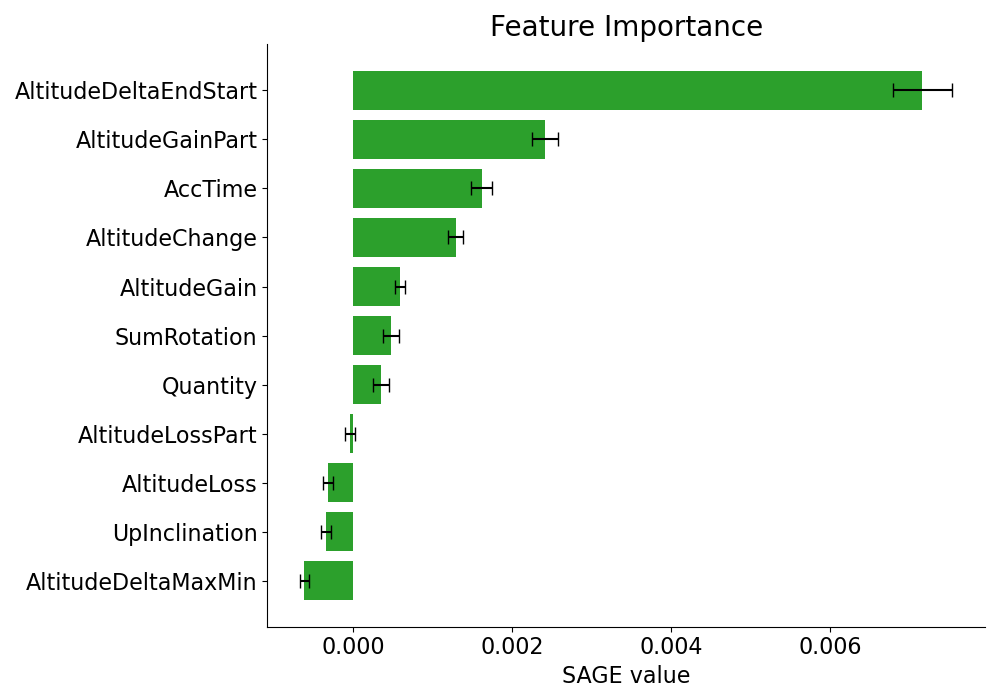 Feature Importance
AltitudeDeltaEndStart
AltitudeGainPart
AccTime
AltitudeChange
AltitudeGain
SumRotation
Quantity
AltitudeLossPart
AltitudeLoss
UpInclination
AltitudeDeltaMaxMin
0.000 0.002 0.004 0.006
SAGE value